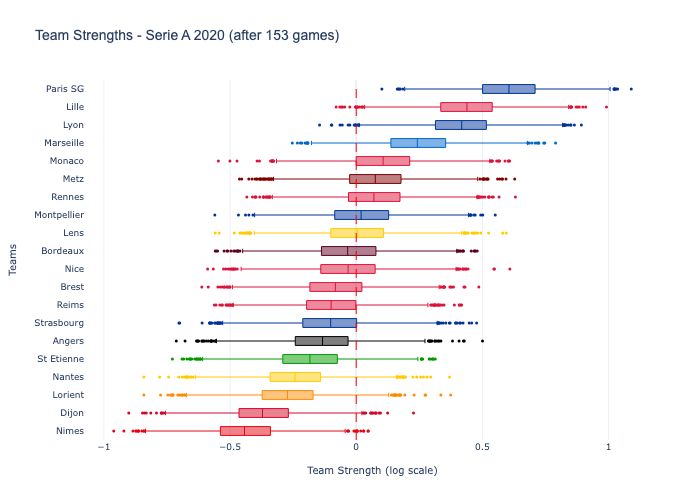 Team Strengths - Serie A 2020 (after 153 games)
Paris SG
Lille
Lyon
Marseille
Monaco
Metz
Rennes
Montpellier
Lens
Bordeaux
Nice
Brest
Reims
Strasbourg
Angers
St Etienne
Nantes
Lorient
Dijon
Nimes
Teams
−1 −0.5 0 0.5 1
Team Strength (log scale)